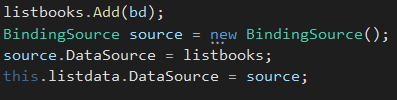 listbooks.Add(bd);
BindingSource source = new BindingSource();
source.DataSource = listbooks;
this.listdata.DataSource = source;